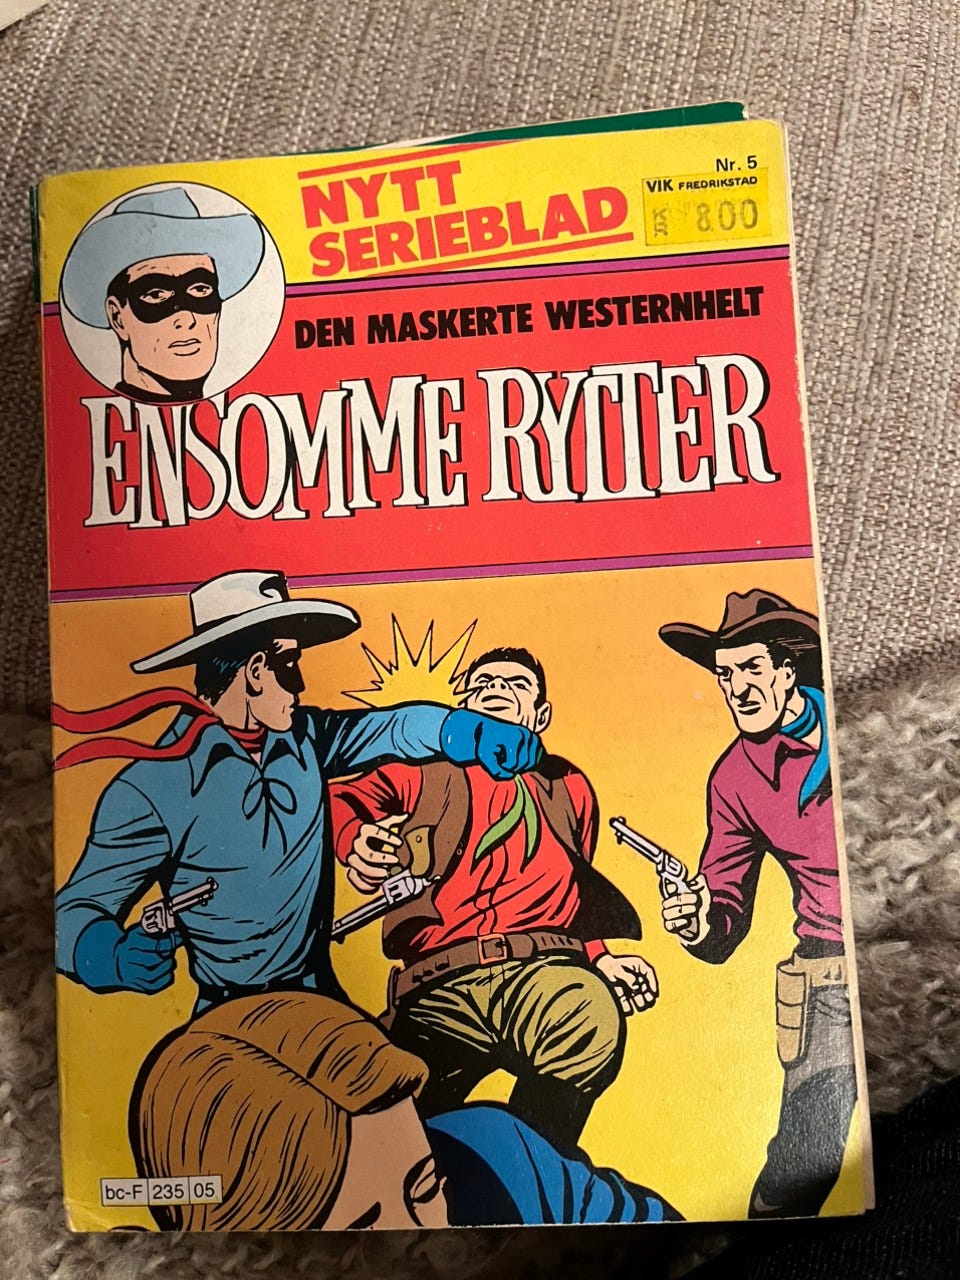 Nr. 5
VIK FREDRIKSTAD
8.00
NYTT
SERIEBLAD
DEN MASKERTE WESTERNHELT
ENSOMME RYTTER
bc-F 235 05